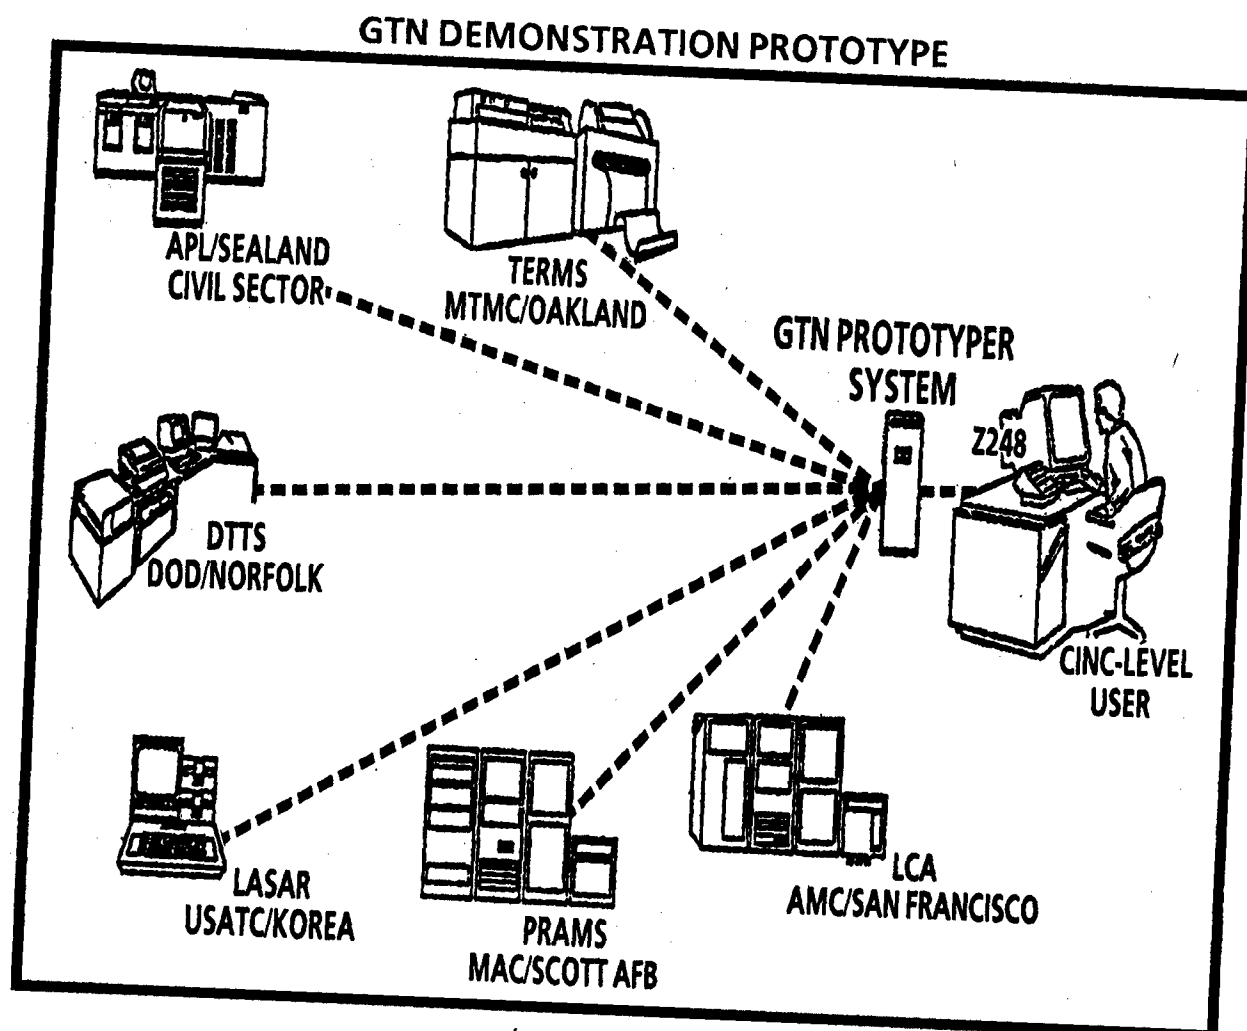 GTN DEMONSTRATION PROTOTYPE
APL/SEALAND
CIVIL SECTOR
TERMS
MTMC/OAKLAND
GTN PROTOTYPER
SYSTEM
Z248
DTTS
DOD/NORFOLK
CINC-LEVEL
USER
LASAR
USATC/KOREA
PRAMS
MAC/SCOTT AFB
LCA
AMC/SAN FRANCISCO